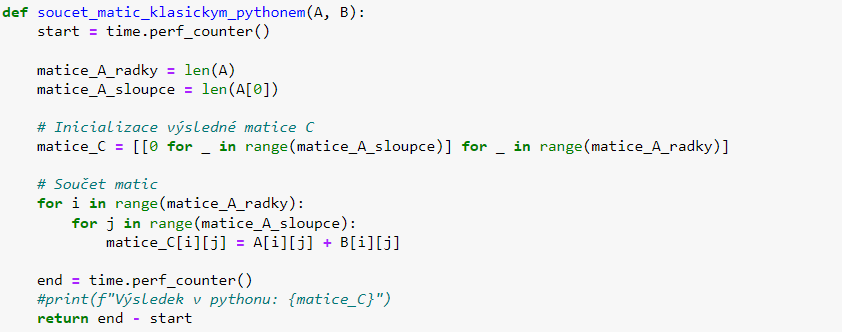 def soucet_matic_klasickym_pythonem(A, B):
    start = time.perf_counter()

    matice_A_radky = len(A)
    matice_A_sloupce = len(A[0])

    # Inicializace výsledné matice C
    matice_C = [[0 for _ in range(matice_A_sloupce)] for _ in range(matice_A_radky)]

    # Součet matic
    for i in range(matice_A_radky):
        for j in range(matice_A_sloupce):
            matice_C[i][j] = A[i][j] + B[i][j]

    end = time.perf_counter()
    #print(f"Výsledek v pythonu: {matice_C}")
    return end - start